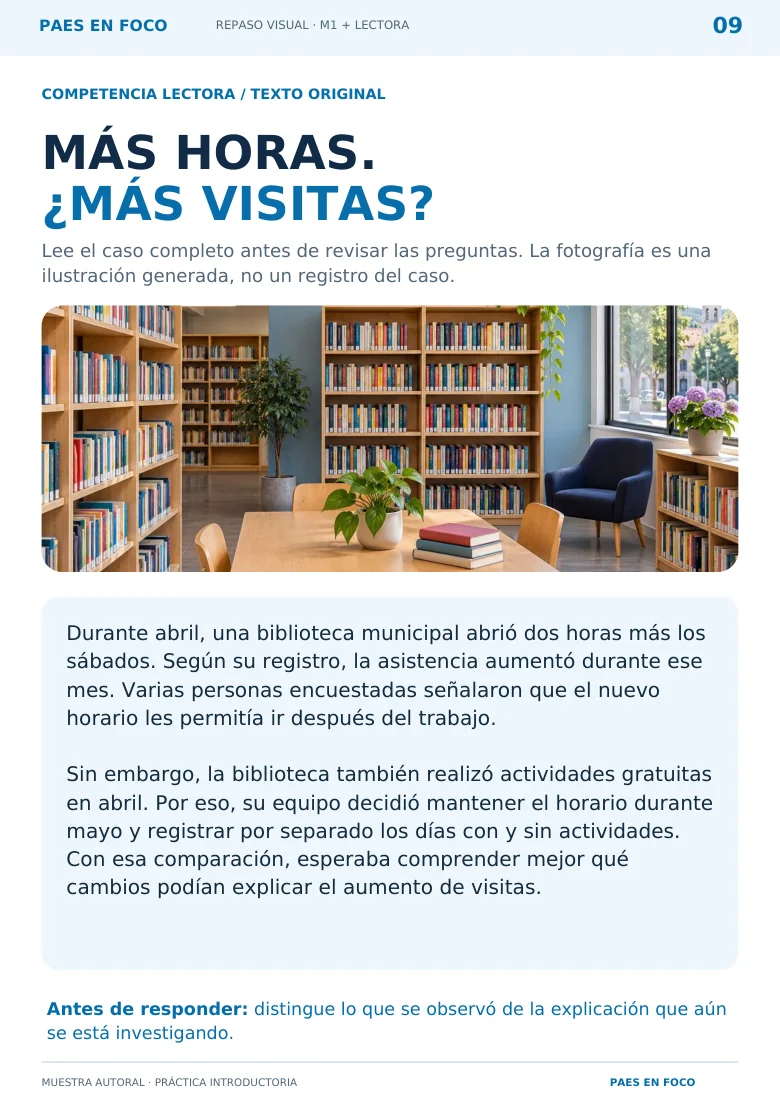 PAES EN FOCO
REPASO VISUAL · M1 + LECTORA
09
COMPETENCIA LECTORA / TEXTO ORIGINAL
MÁS HORAS.
¿MÁS VISITAS?
Lee el caso completo antes de revisar las preguntas. La fotografía es una
ilustración generada, no un registro del caso.
Durante abril, una biblioteca municipal abrió dos horas más los
sábados. Según su registro, la asistencia aumentó durante ese
mes. Varias personas encuestadas señalaron que el nuevo
horario les permitía ir después del trabajo.
Sin embargo, la biblioteca también realizó actividades gratuitas
en abril. Por eso, su equipo decidió mantener el horario durante
mayo y registrar por separado los días con y sin actividades.
Con esa comparación, esperaba comprender mejor qué
cambios podían explicar el aumento de visitas.
Antes de responder: distingue lo que se observó de la explicación que aún
se está investigando.
MUESTRA AUTORAL · PRÁCTICA INTRODUCTORIA
PAES EN FOCO